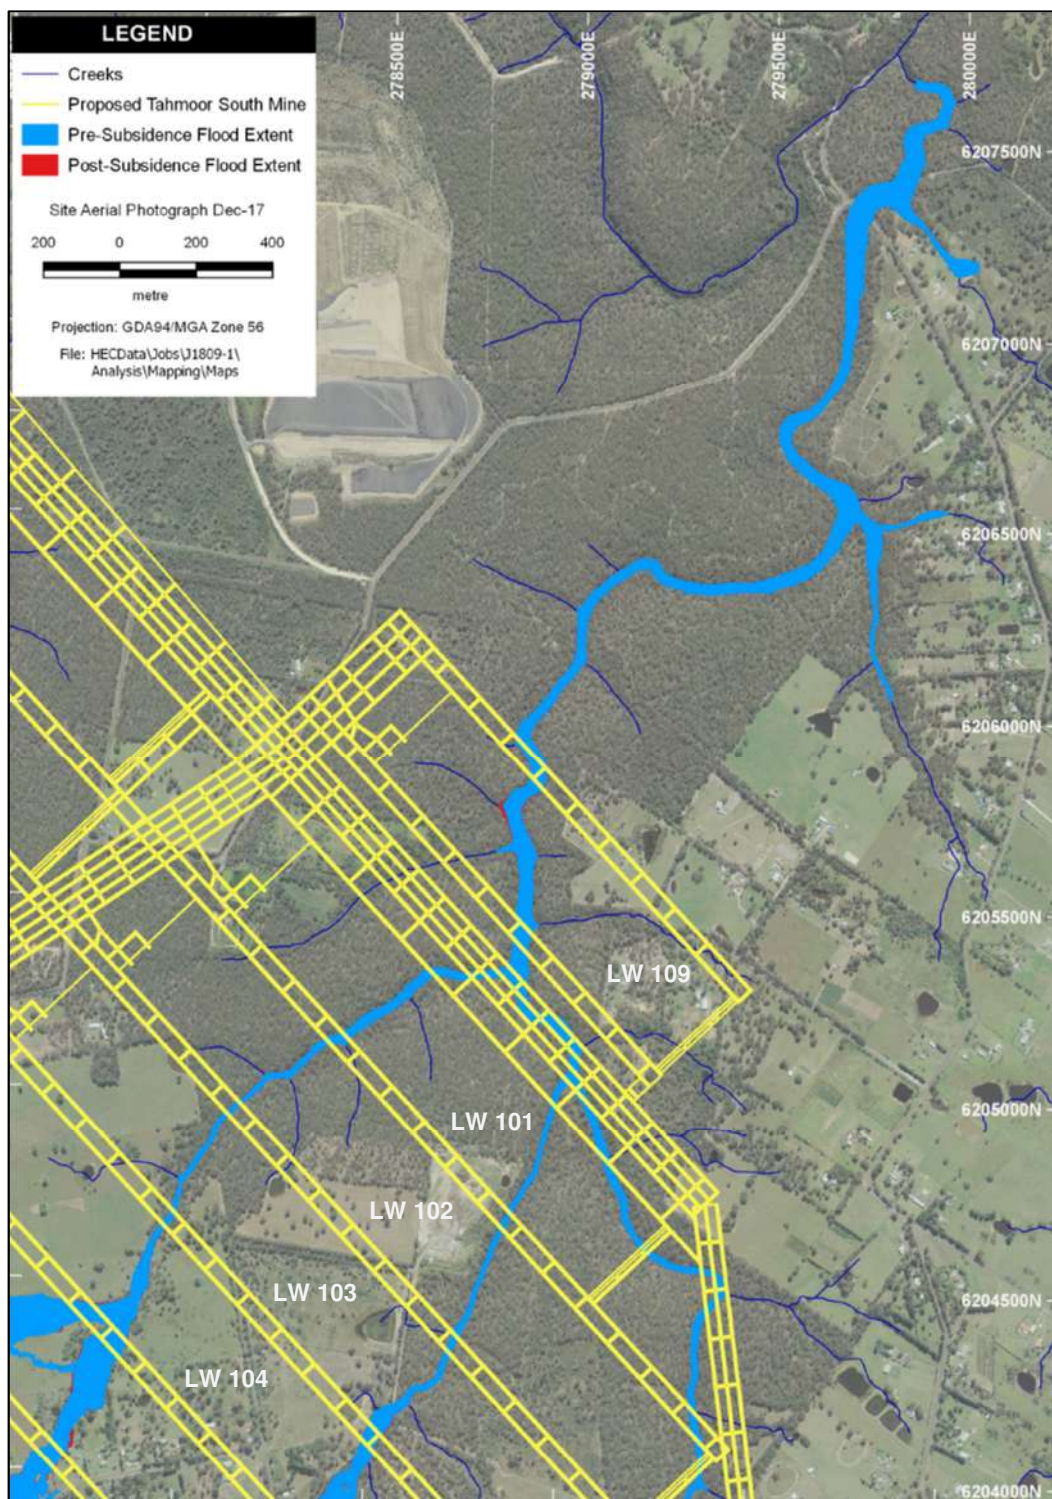 LEGEND
Creeks
Proposed Tahmoor South Mine
Pre-Subsidence Flood Extent
Post-Subsidence Flood Extent
Site Aerial Photograph Dec-17
200 0 200 400
metre
Projection: GDA94/MGA Zone 56
File: HECData\Jobs\J1809-1\
Analysis\Mapping\Maps
278500E
279000E
279500E
280000E
6207500N
6207000N
6206500N
6206000N
6205500N
LW 109
6205000N
LW 101
LW 102
LW 103
6204500N
LW 104
6204000N